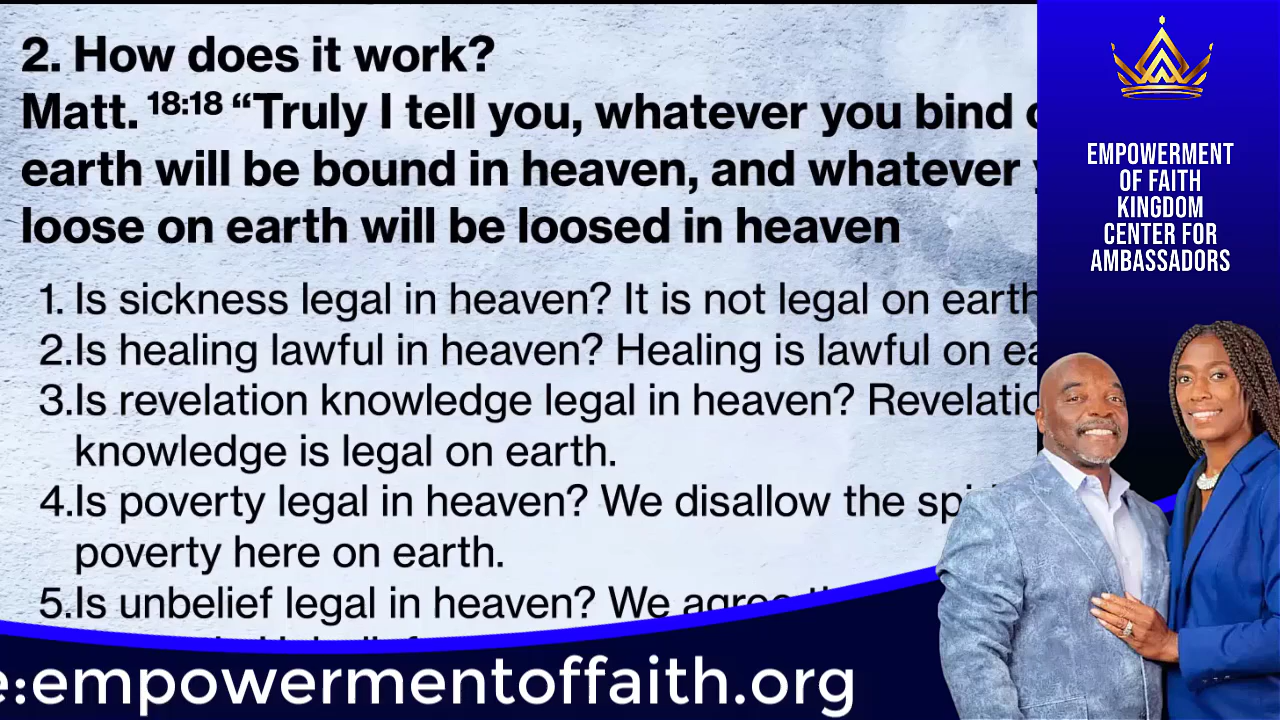 2. How does it work?
Matt. 18:18 “Truly I tell you, whatever you bind
earth will be bound in heaven, and whatever
loose on earth will be loosed in heaven
1. Is sickness legal in heaven? It is not legal on earth
2.Is healing lawful in heaven? Healing is lawful on
3.Is revelation knowledge legal in heaven?
knowledge is legal on earth.
4.Is poverty legal in heaven? We disallow the
poverty here on earth.
5.Is unbelief legal in heaven? We agree
e:empowermentoffaith.org
EMPOWERMENT
OF FAITH
KINGDOM
CENTER FOR
AMBASSADORS